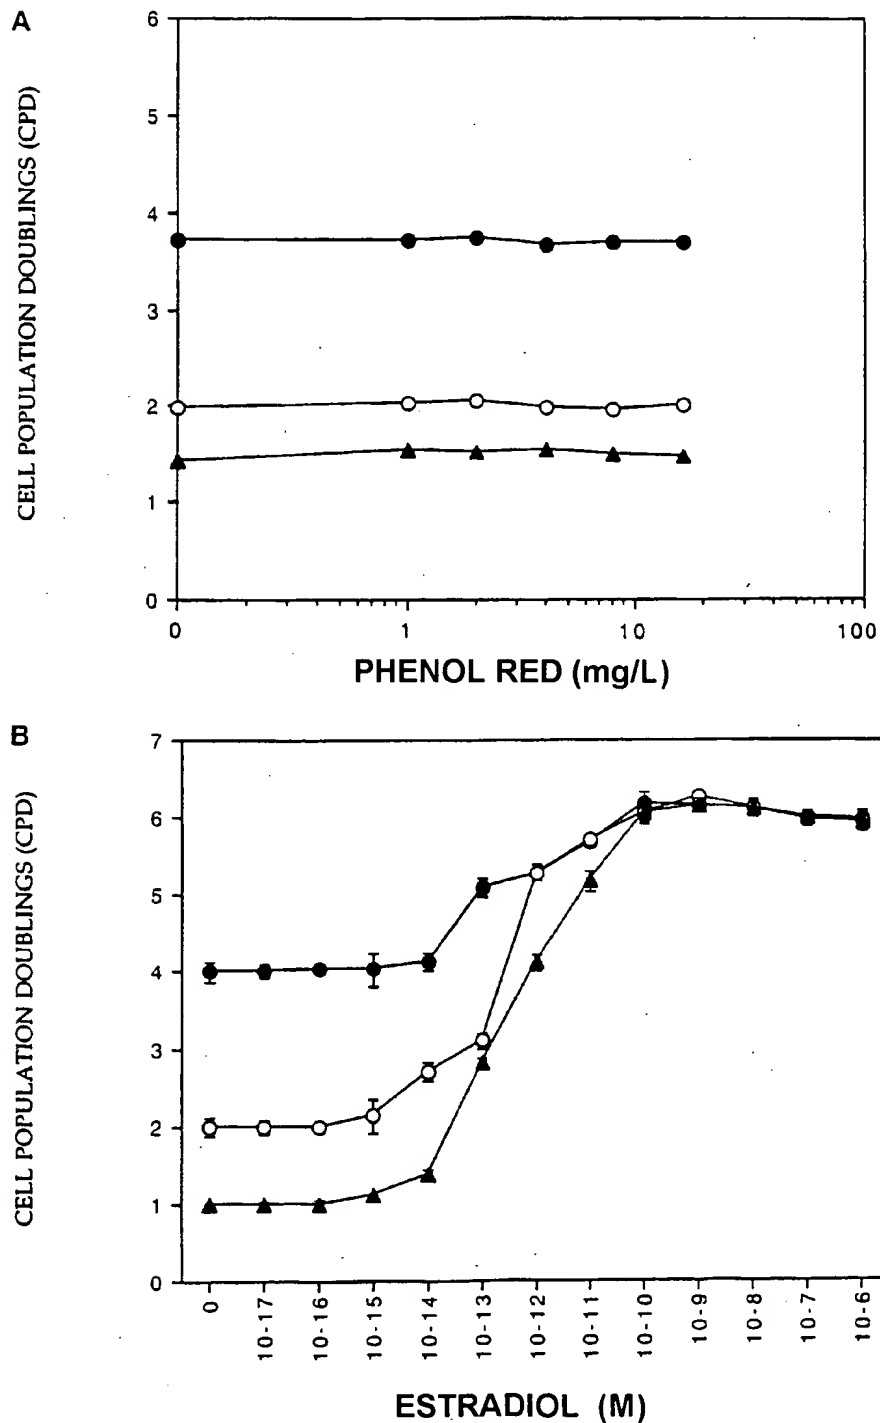 A
CELL POPULATION DOUBLINGS (CPD)
6
5
4
3
2
1
0
0 1 10 100
PHENOL RED (mg/L)
B
CELL POPULATION DOUBLINGS (CPD)
7
6
5
4
3
2
1
0
0 10-17 10-16 10-15 10-14 10-13 10-12 10-11 10-10 10-9 10-8 10-7 10-6
ESTRADIOL (M)